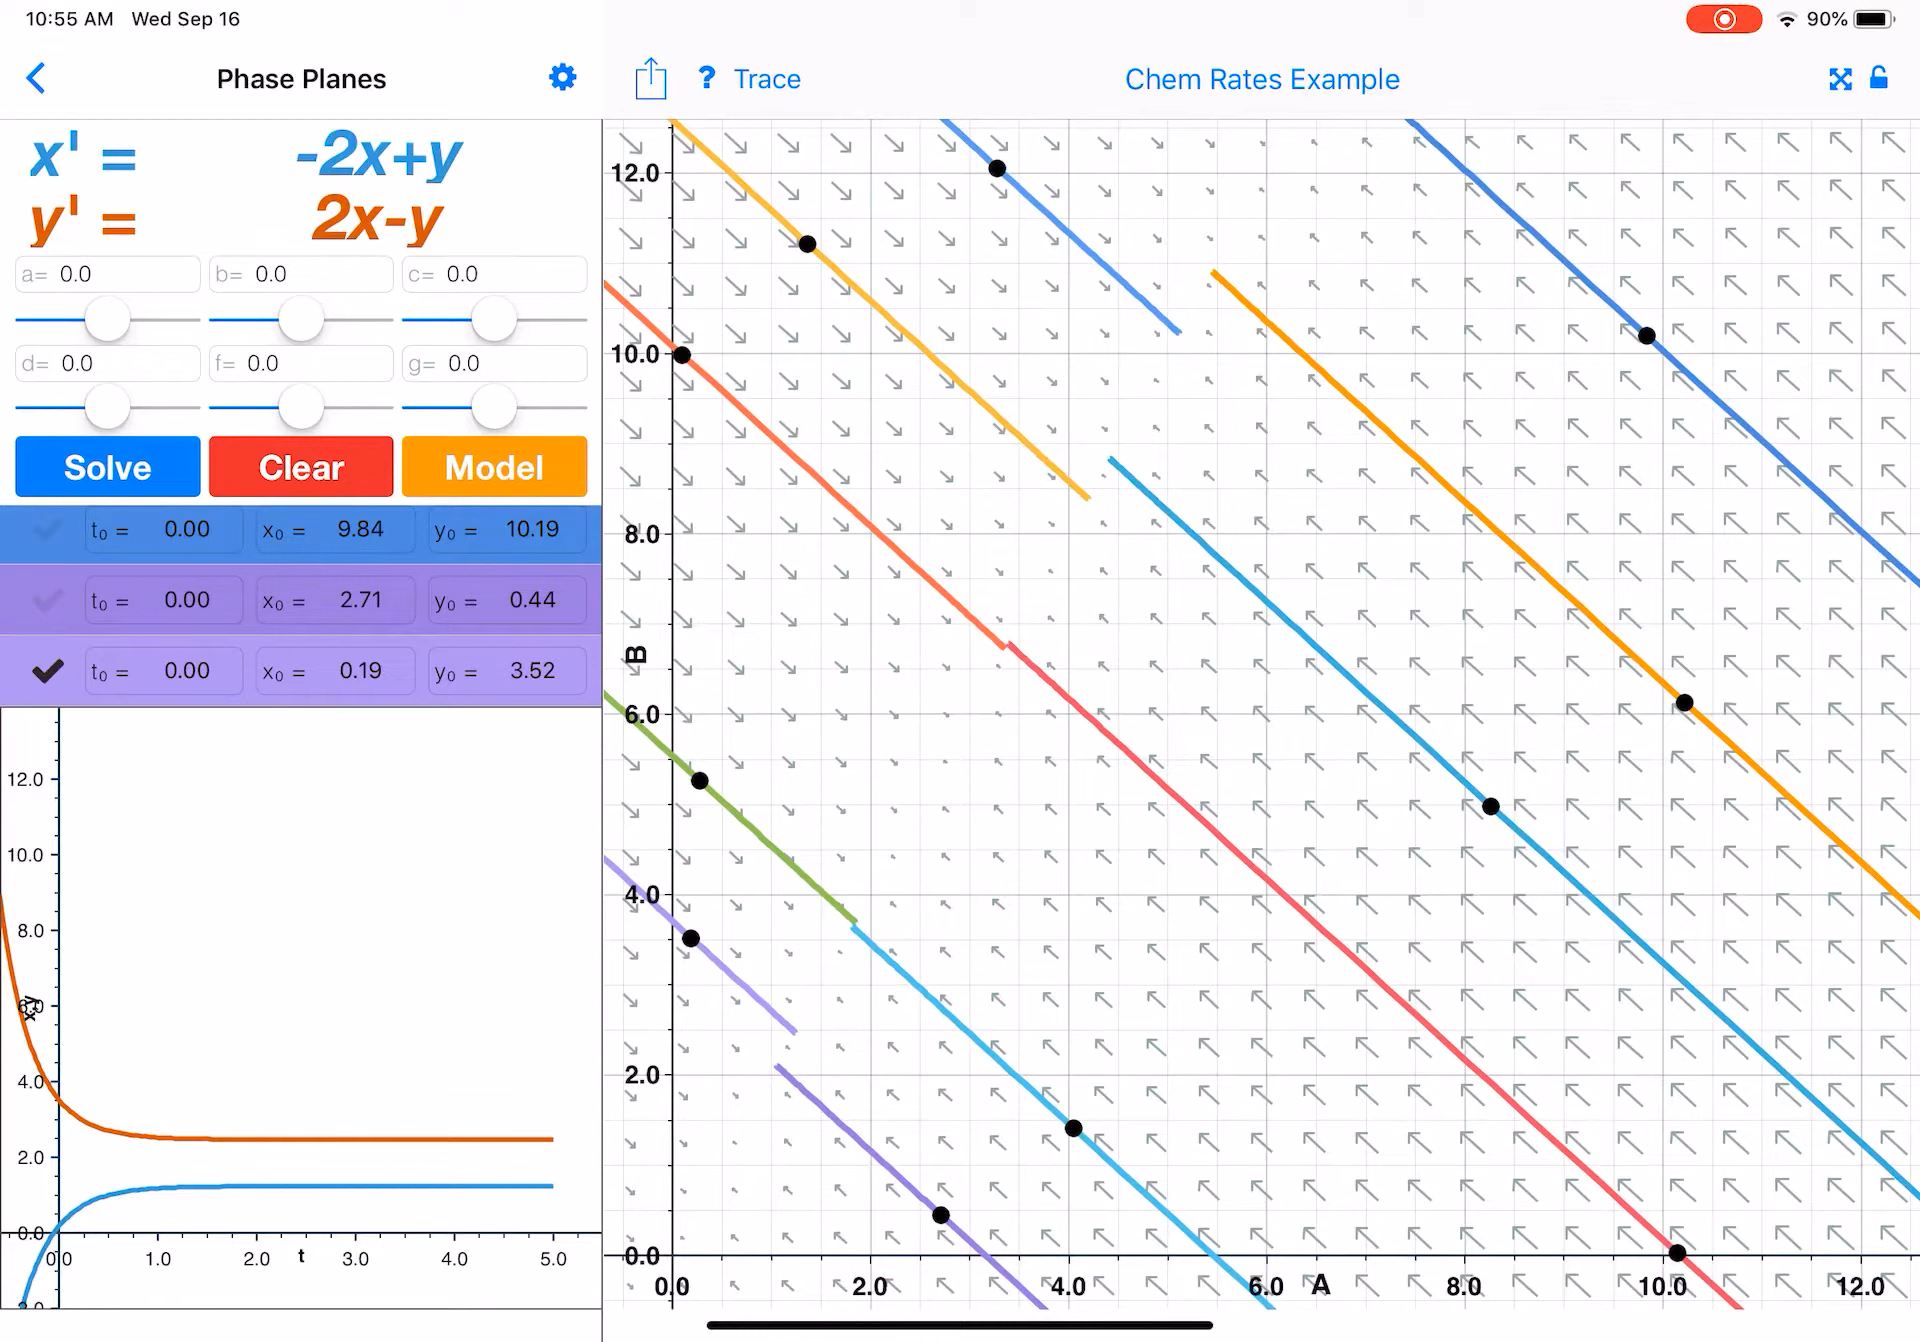 10:55 AM Wed Sep 16
90%
Phase Planes
? Trace
Chem Rates Example
x' = -2x+y
y' = 2x-y
a= 0.0 b= 0.0 c= 0.0
d= 0.0 f= 0.0 g= 0.0
Solve Clear Model
t₀ = 0.00 x₀ = 9.84 y₀ = 10.19
t₀ = 0.00 x₀ = 2.71 y₀ = 0.44
t₀ = 0.00 x₀ = 0.19 y₀ = 3.52
12.0
10.0
8.0
6.0
4.0
2.0
0.0
0.0 1.0 2.0 t 3.0 4.0 5.0
12.0
10.0
8.0
B
6.0
4.0
2.0
0.0
0.0 2.0 4.0 6.0 A 8.0 10.0 12.0